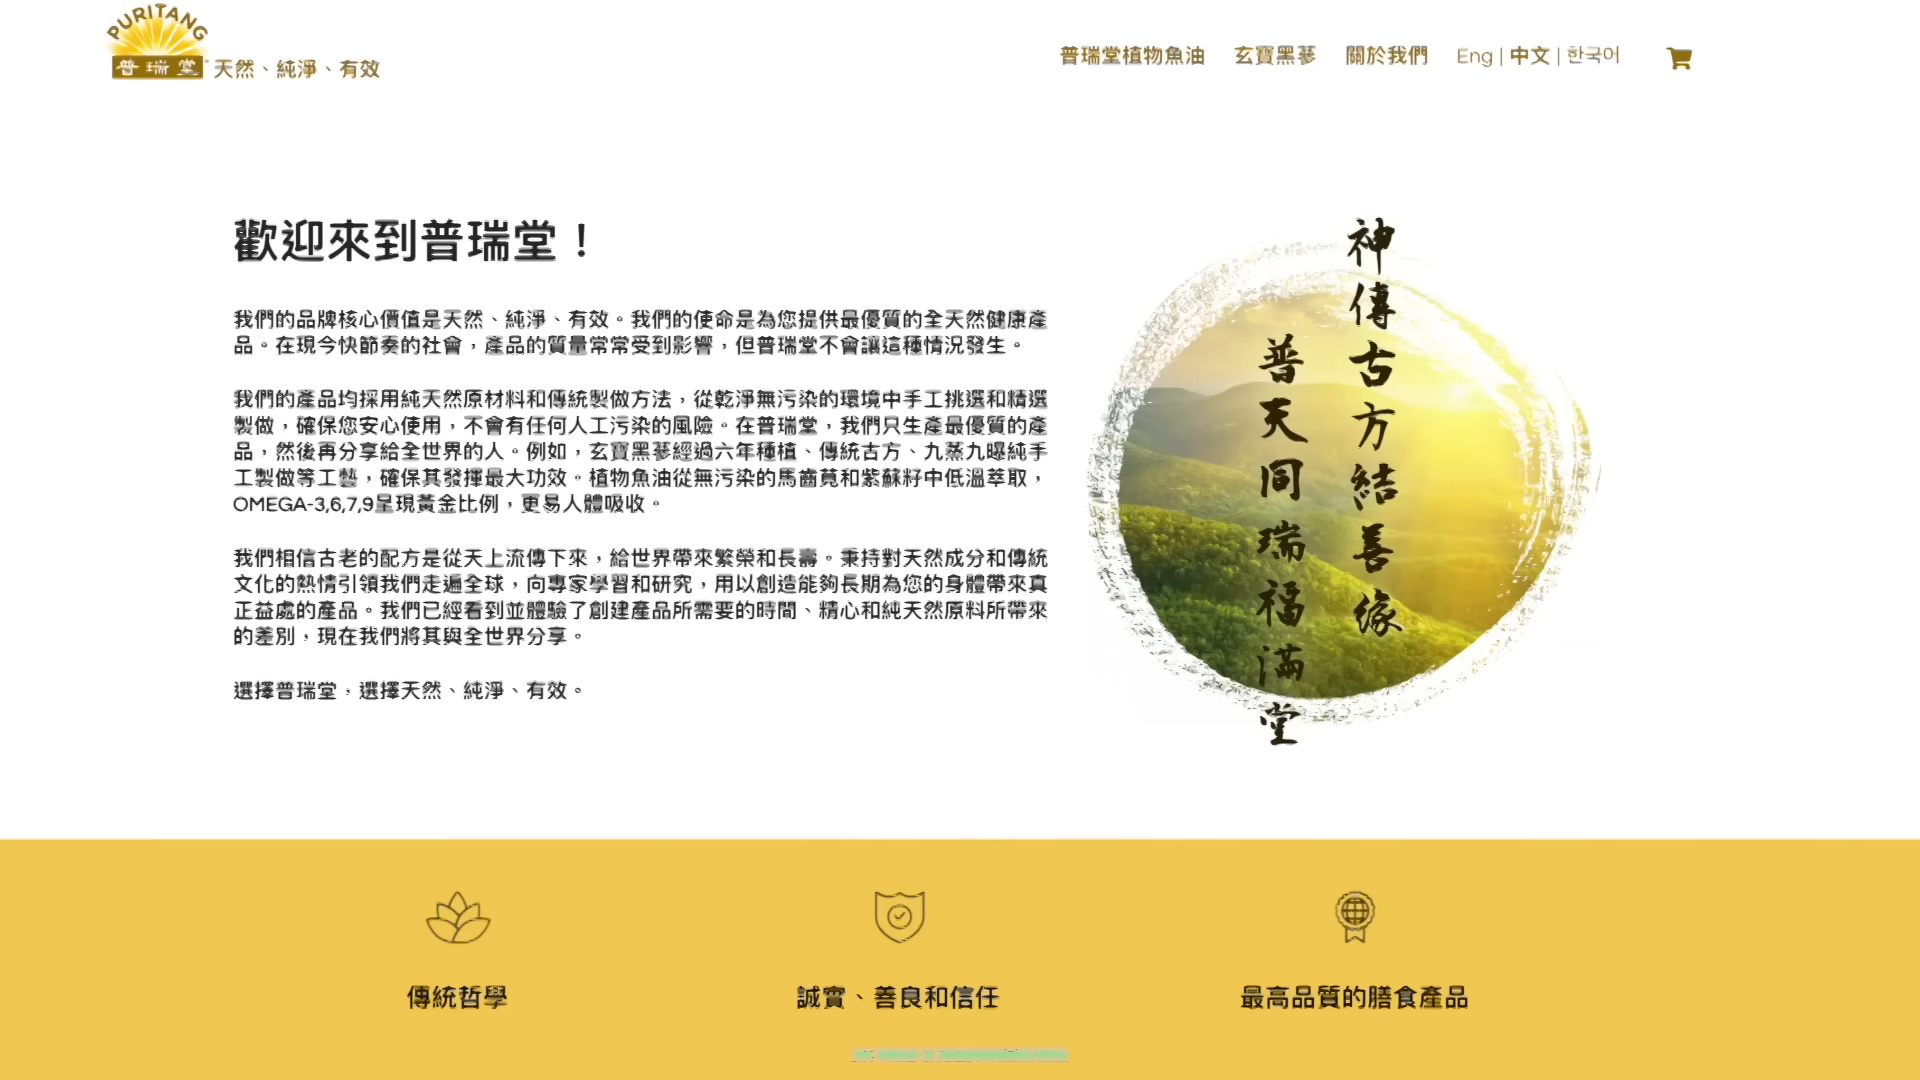 PURITANG
普瑞堂
天然、純淨、有效
普瑞堂植物魚油 玄寶黑蔘 關於我們 Eng | 中文 | 한국어
歡迎來到普瑞堂！
我們的品牌核心價值是天然、純淨、有效。我們的使命是為您提供最優質的全天然健康產
品。在現今快節奏的社會，產品的質量常常受到影響，但普瑞堂不會讓這種情況發生。
我們的產品均採用純天然原材料和傳統製做方法，從乾淨無污染的環境中手工挑選和精選
製做，確保您安心使用，不會有任何人工污染的風險。在普瑞堂，我們只生產最優質的產
品，然後再分享給全世界的人。例如，玄寶黑蔘經過六年種植、傳統古方、九蒸九曝純手
工製做等工藝，確保其發揮最大功效。植物魚油從無污染的馬齒莧和紫蘇籽中低溫萃取，
OMEGA-3,6,7,9呈現黃金比例，更易人體吸收。
我們相信古老的配方是從天上流傳下來，給世界帶來繁榮和長壽。秉持對天然成分和傳統
文化的熱情引領我們走遍全球，向專家學習和研究，用以創造能夠長期為您的身體帶來真
正益處的產品。我們已經看到並體驗了創建產品所需要的時間、精心和純天然原料所帶來
的差別，現在我們將其與全世界分享。
選擇普瑞堂，選擇天然、純淨、有效。
神傳古方結善緣
普天同瑞福滿堂
傳統哲學
誠實、善良和信任
最高品質的膳食產品